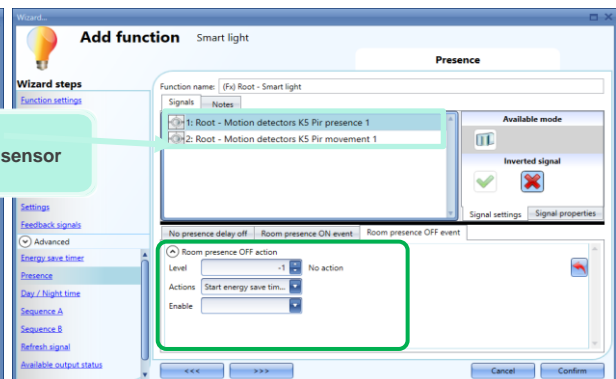 Wizard...
Add function Smart light
Presence
Wizard steps
Function settings
Function name: (Fx) Root - Smart light
Signals Notes
1: Root - Motion detectors K5 Pir presence 1
2: Root - Motion detectors K5 Pir movement 1
Available mode
Inverted signal
Signal settings Signal properties
sensor
Settings
Feedback signals
Advanced
Energy save timer
Presence
Day / Night time
Sequence A
Sequence B
Refresh signal
Available output status
No presence delay off Room presence ON event Room presence OFF event
Room presence OFF action
Level -1 No action
Actions Start energy save tim...
Enable
<<< >>> Cancel Confirm